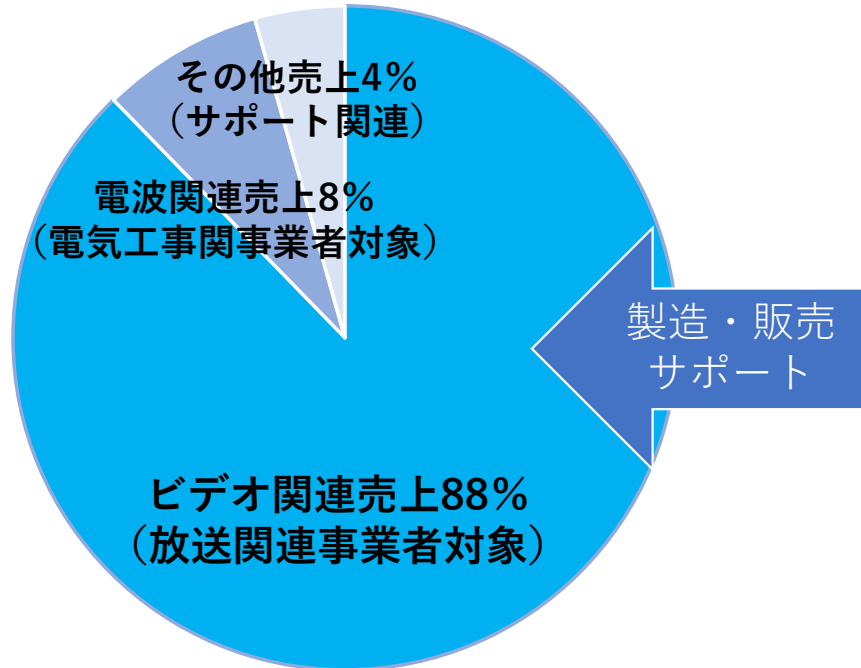 その他売上4%
（サポート関連）
電波関連売上8%
（電気工事関事業者対象）
製造・販売
サポート
ビデオ関連売上88%
（放送関連事業者対象）